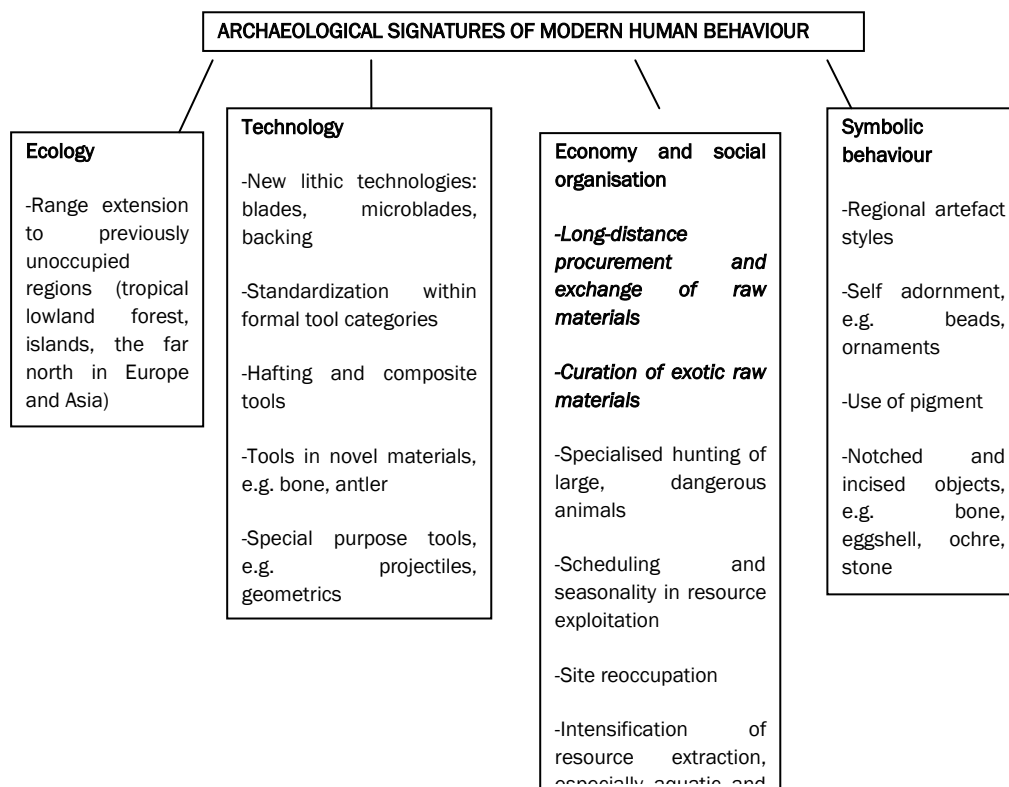 ARCHAEOLOGICAL SIGNATURES OF MODERN HUMAN BEHAVIOUR
Ecology
-Range extension
to previously
unoccupied
regions (tropical
lowland forest,
islands, the far
north in Europe
and Asia)
Technology
-New lithic technologies:
blades, microblades,
backing
-Standardization within
formal tool categories
-Hafting and composite
tools
-Tools in novel materials,
e.g. bone, antler
-Special purpose tools,
e.g. projectiles,
geometrics
Economy and social
organisation
-Long-distance
procurement and
exchange of raw
materials
-Curation of exotic raw
materials
-Specialised hunting of
large, dangerous
animals
-Scheduling and
seasonality in resource
exploitation
-Site reoccupation
-Intensification of
resource extraction,
especially aquatic and
Symbolic
behaviour
-Regional artefact
styles
-Self adornment,
e.g. beads,
ornaments
-Use of pigment
-Notched and
incised objects,
e.g. bone,
eggshell, ochre,
stone